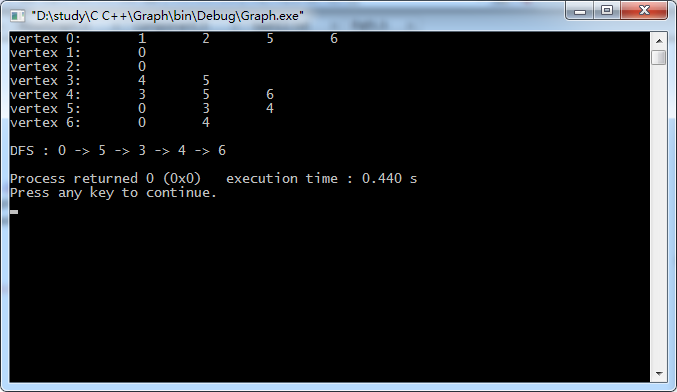 "D:\study\C C++\Graph\bin\Debug\Graph.exe"
vertex 0: 1 2 5 6
vertex 1: 0
vertex 2: 0
vertex 3: 4 5
vertex 4: 3 5 6
vertex 5: 0 3 4
vertex 6: 0 4
DFS : 0 -> 5 -> 3 -> 4 -> 6
Process returned 0 (0x0) execution time : 0.440 s
Press any key to continue.